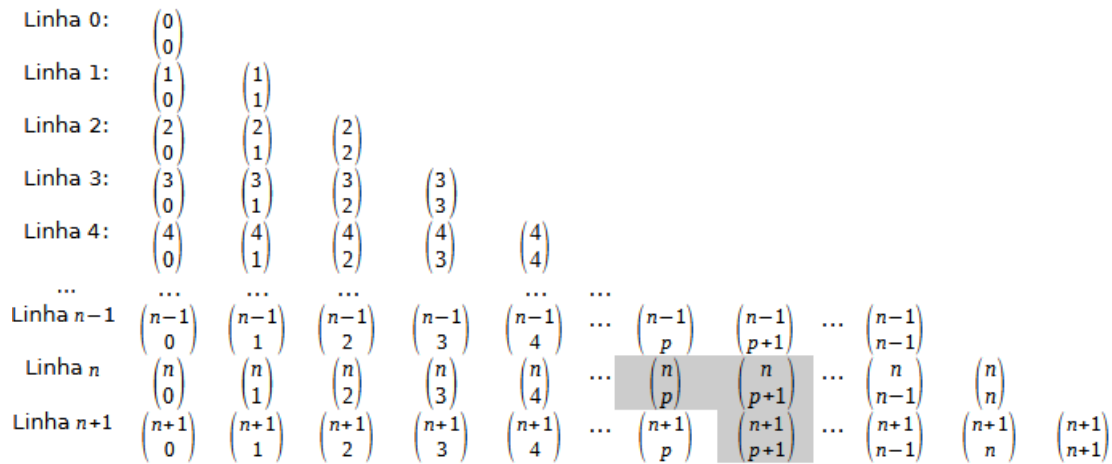 Linha 0: (0 0)
Linha 1: (1 0) (1 1)
Linha 2: (2 0) (2 1) (2 2)
Linha 3: (3 0) (3 1) (3 2) (3 3)
Linha 4: (4 0) (4 1) (4 2) (4 3) (4 4)
... ... ... ... ... ...
Linha n−1 (n−1 0) (n−1 1) (n−1 2) (n−1 3) (n−1 4) ... (n−1 p) (n−1 p+1) ... (n−1 n−1)
Linha n (n 0) (n 1) (n 2) (n 3) (n 4) ... (n p) (n p+1) ... (n n−1) (n n)
Linha n+1 (n+1 0) (n+1 1) (n+1 2) (n+1 3) (n+1 4) ... (n+1 p) (n+1 p+1) ... (n+1 n−1) (n+1 n) (n+1 n+1)